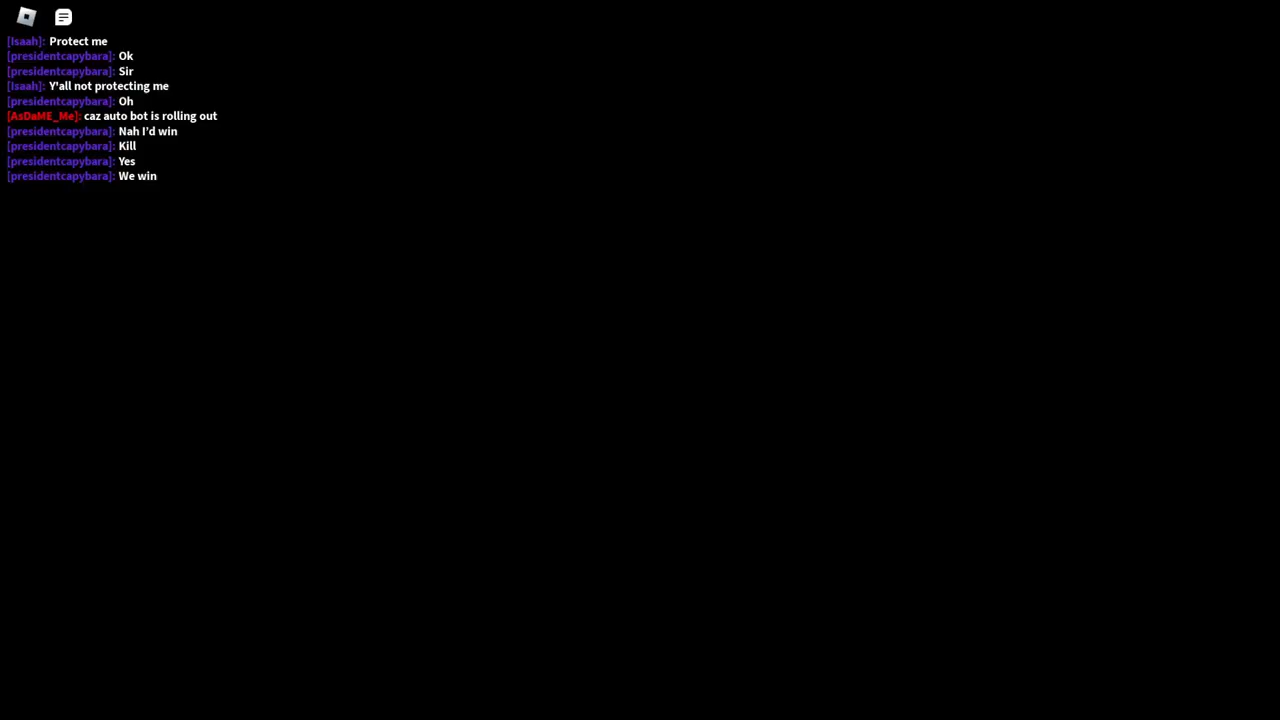 [Isaah]: Protect me
[presidentcapybara]: Ok
[presidentcapybara]: Sir
[Isaah]: Y'all not protecting me
[presidentcapybara]: Oh
[AsDaME_Me]: caz auto bot is rolling out
[presidentcapybara]: Nah I'd win
[presidentcapybara]: Kill
[presidentcapybara]: Yes
[presidentcapybara]: We win